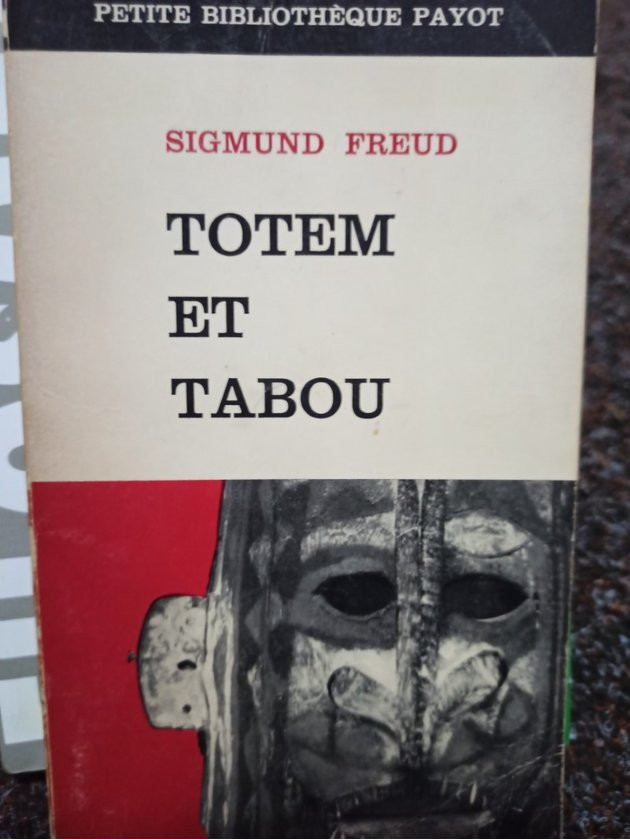 PETITE BIBLIOTHÈQUE PAYOT
SIGMUND FREUD
TOTEM
ET
TABOU